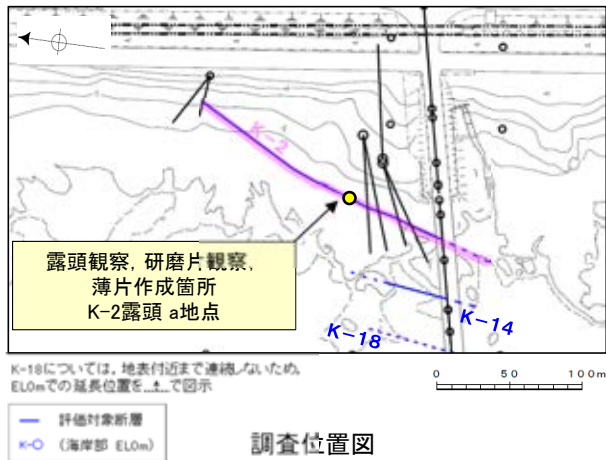 K-2
露頭観察，研磨片観察，
薄片作成箇所
K-2露頭 a地点
K-14
K-18
K-18については，地表付近まで連続しないため，
EL0mでの延長位置を...で図示
0 50 100m
評価対象断層
K-○ (海岸部 EL0m)
調査位置図